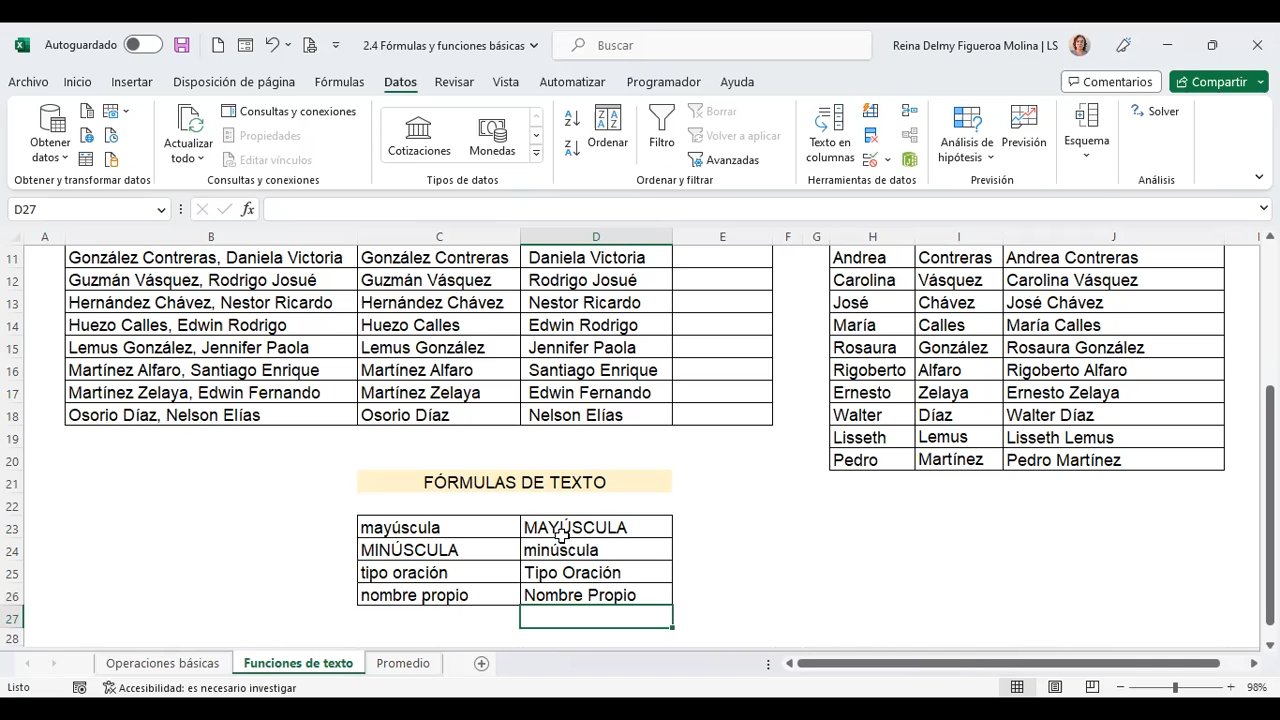 Autoguardado 2.4 Fórmulas y funciones básicas Buscar Reina Delmy Figueroa Molina | LS
Archivo Inicio Insertar Disposición de página Fórmulas Datos Revisar Vista Automatizar Programador Ayuda Comentarios Compartir
Obtener datos
Obtener y transformar datos
Actualizar todo
Consultas y conexiones
Propiedades
Editar vínculos
Consultas y conexiones
Cotizaciones Monedas
Tipos de datos
Ordenar
Filtro
Borrar
Volver a aplicar
Avanzadas
Ordenar y filtrar
Texto en columnas
Herramientas de datos
Análisis de hipótesis
Previsión
Previsión
Esquema
Solver
Análisis
D27 fx
A B C D E F G H I J
11 González Contreras, Daniela Victoria González Contreras Daniela Victoria Andrea Contreras Andrea Contreras
12 Guzmán Vásquez, Rodrigo Josué Guzmán Vásquez Rodrigo Josué Carolina Vásquez Carolina Vásquez
13 Hernández Chávez, Nestor Ricardo Hernández Chávez Nestor Ricardo José Chávez José Chávez
14 Huezo Calles, Edwin Rodrigo Huezo Calles Edwin Rodrigo María Calles María Calles
15 Lemus González, Jennifer Paola Lemus González Jennifer Paola Rosaura González Rosaura González
16 Martínez Alfaro, Santiago Enrique Martínez Alfaro Santiago Enrique Rigoberto Alfaro Rigoberto Alfaro
17 Martínez Zelaya, Edwin Fernando Martínez Zelaya Edwin Fernando Ernesto Zelaya Ernesto Zelaya
18 Osorio Díaz, Nelson Elías Osorio Díaz Nelson Elías Walter Díaz Walter Díaz
19 Lisseth Lemus Lisseth Lemus
20 Pedro Martínez Pedro Martínez
21 FÓRMULAS DE TEXTO
22
23 mayúscula MAYÚSCULA
24 MINÚSCULA minúscula
25 tipo oración Tipo Oración
26 nombre propio Nombre Propio
27
28
Operaciones básicas Funciones de texto Promedio
Listo Accesibilidad: es necesario investigar 98%